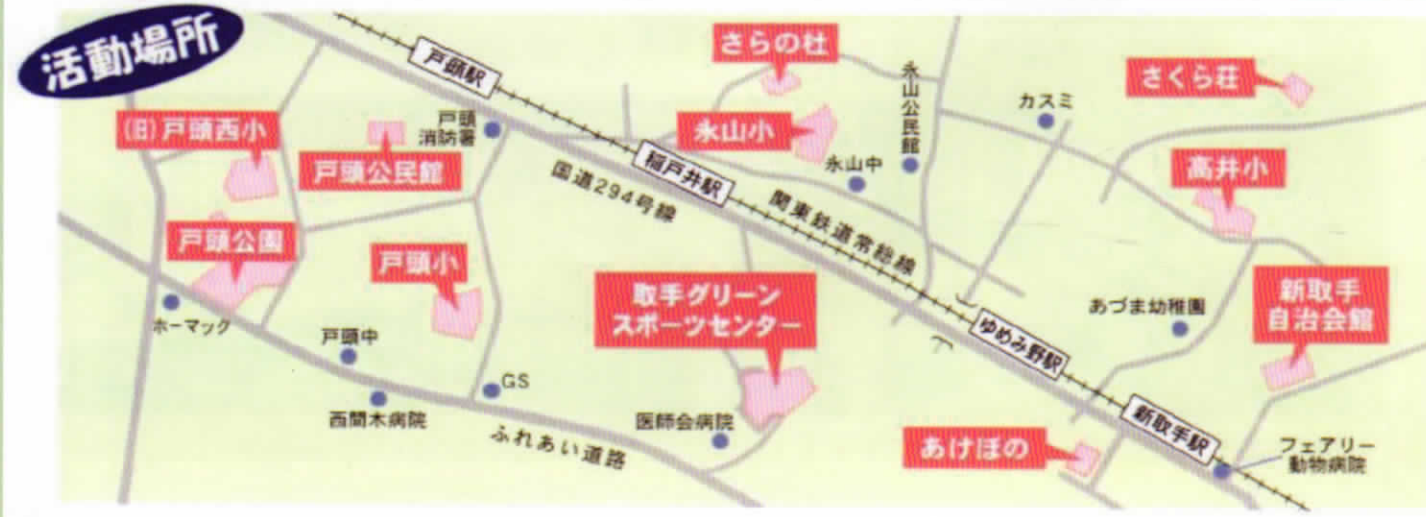 活動場所
戸頭駅
さらの杜
永山公民館
カスミ
さくら荘
(旧)戸頭西小
戸頭公民館
戸頭
消防署
永山小
稲戸井駅
永山中
高井小
国道294号線
関東鉄道常総線
戸頭公園
戸頭小
取手グリーン
スポーツセンター
新取手
自治会館
あづま幼稚園
ゆめみ野駅
ホーマック
戸頭中
GS
西間木病院
医師会病院
ふれあい道路
あけぼの
新取手駅
フェアリー
動物病院